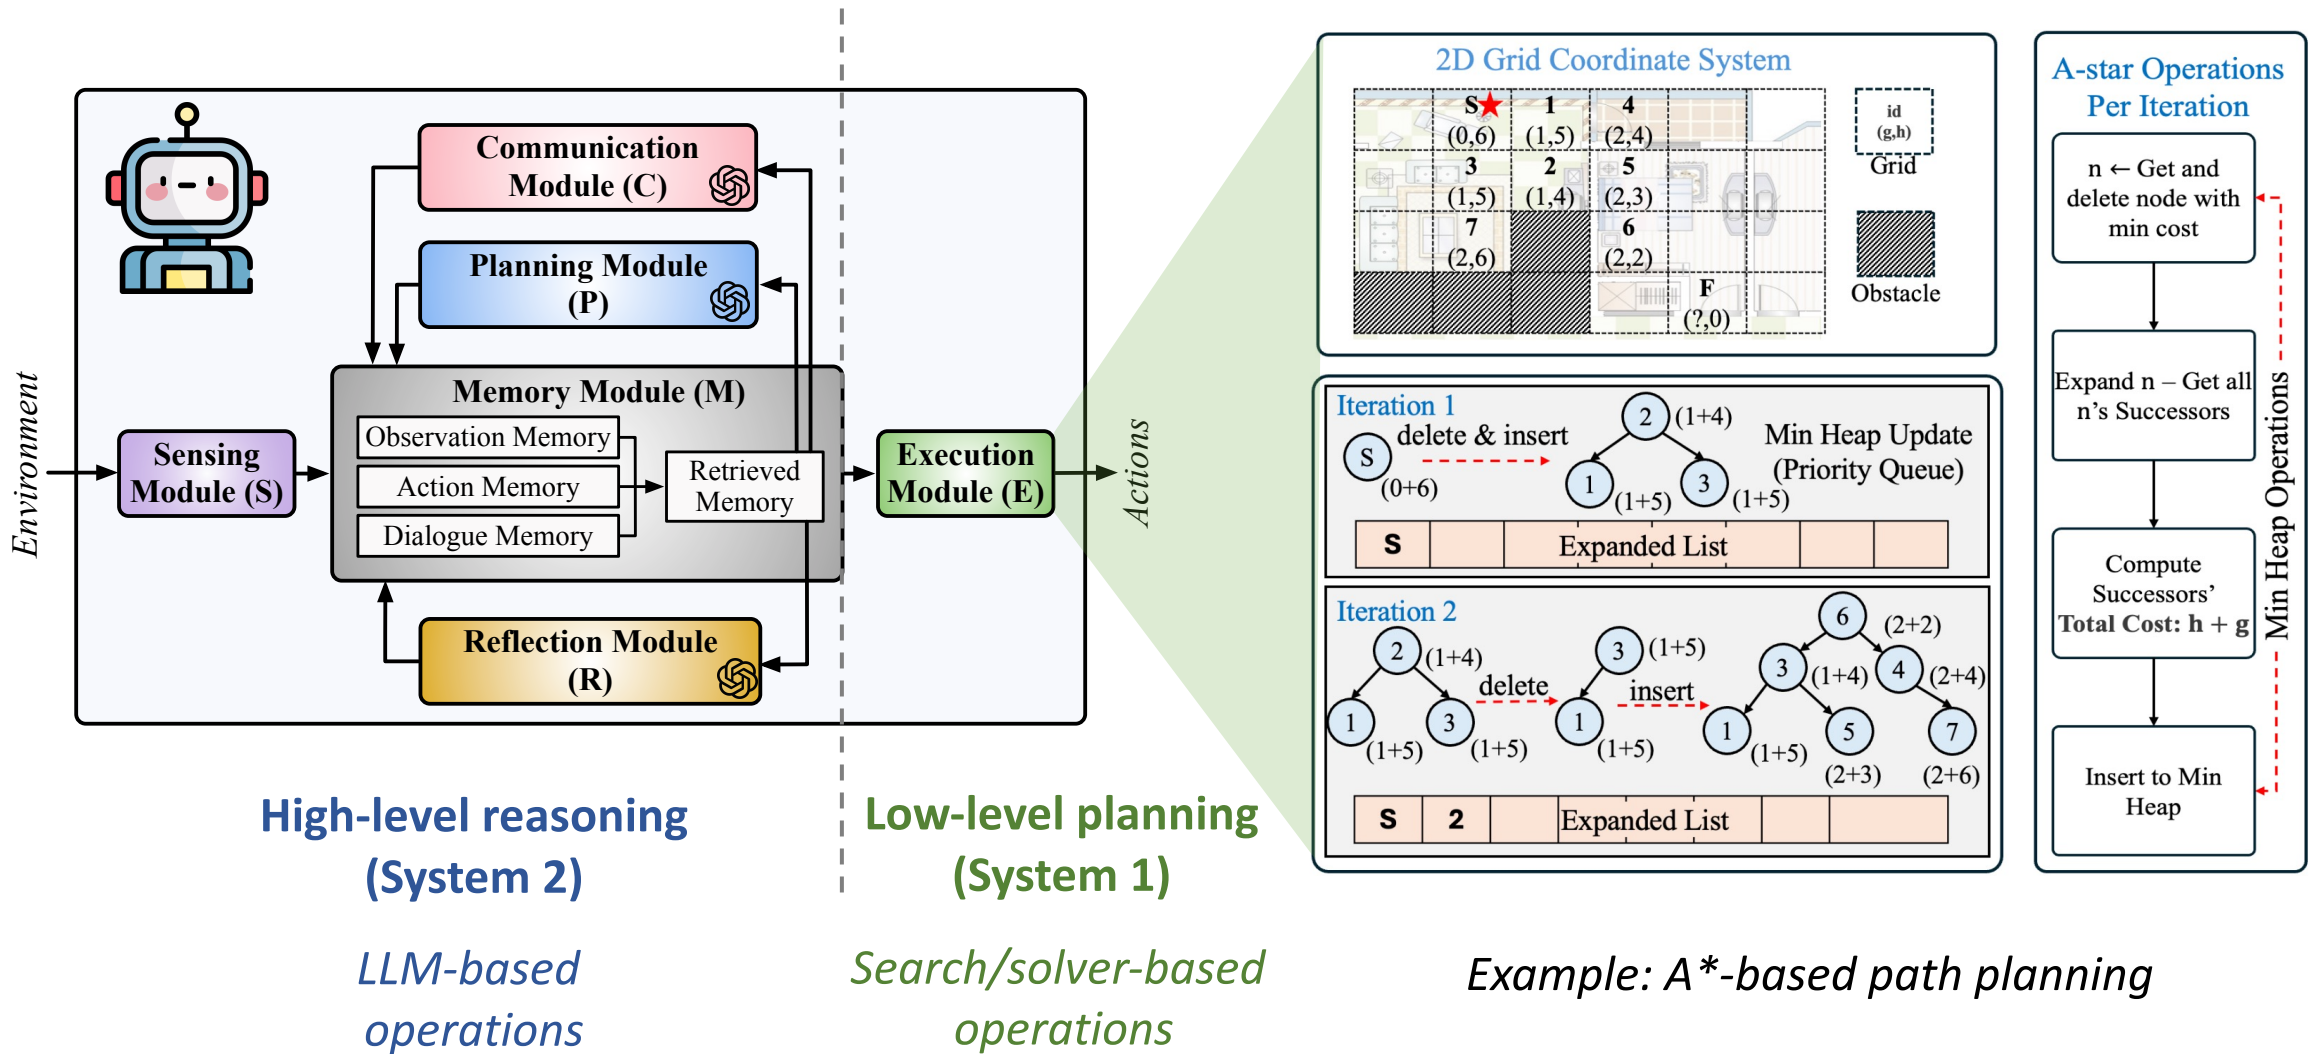 Environment
Sensing
Module (S)
Communication
Module (C)
Planning Module
(P)
Memory Module (M)
Observation Memory
Action Memory
Dialogue Memory
Retrieved
Memory
Reflection Module
(R)
Execution
Module (E)
Actions
High-level reasoning
(System 2)
LLM-based
operations
Low-level planning
(System 1)
Search/solver-based
operations
2D Grid Coordinate System
S 1 4
(0,6) (1,5) (2,4)
3 2 5
(1,5) (1,4) (2,3)
7 6
(2,6) (2,2)
F
(?,0)
id
(g,h)
Grid
Obstacle
Iteration 1
S
(0+6)
delete & insert
2 (1+4)
1 (1+5)
3 (1+5)
Min Heap Update
(Priority Queue)
S Expanded List
Iteration 2
2 (1+4)
1 (1+5)
3 (1+5)
delete
3 (1+5)
1 (1+5)
insert
6 (2+2)
3 (1+4)
4 (2+4)
1 (1+5)
5 (2+3)
7 (2+6)
S 2 Expanded List
Example: A*-based path planning
A-star Operations
Per Iteration
n ← Get and
delete node with
min cost
Expand n – Get all
n's Successors
Compute
Successors'
Total Cost: h + g
Insert to Min
Heap
Min Heap Operations